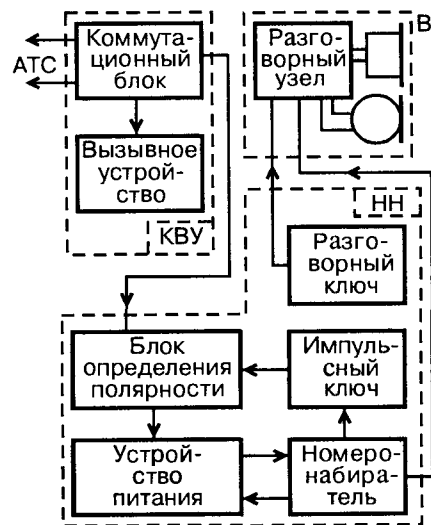 Коммута-
ционный
блок
АТС
Вызывное
устрой-
ство
КВУ
Разго-
ворный
узел
В
НН
Разго-
ворный
ключ
Блок
определения
полярности
Импуль-
сный
ключ
Устрой-
ство
питания
Номеро-
набира-
тель